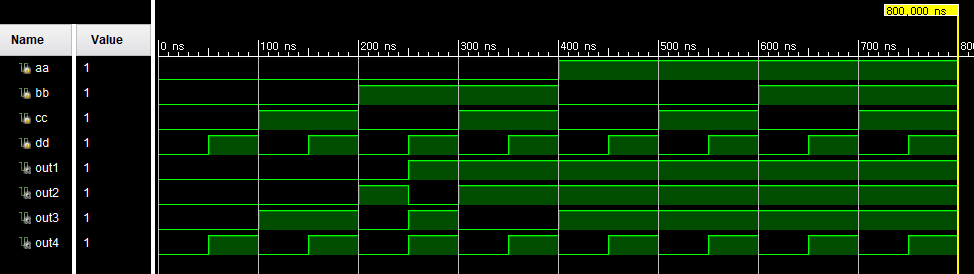 800,000 ns
Name Value
0 ns 100 ns 200 ns 300 ns 400 ns 500 ns 600 ns 700 ns 80
aa 1
bb 1
cc 1
dd 1
out1 1
out2 1
out3 1
out4 1